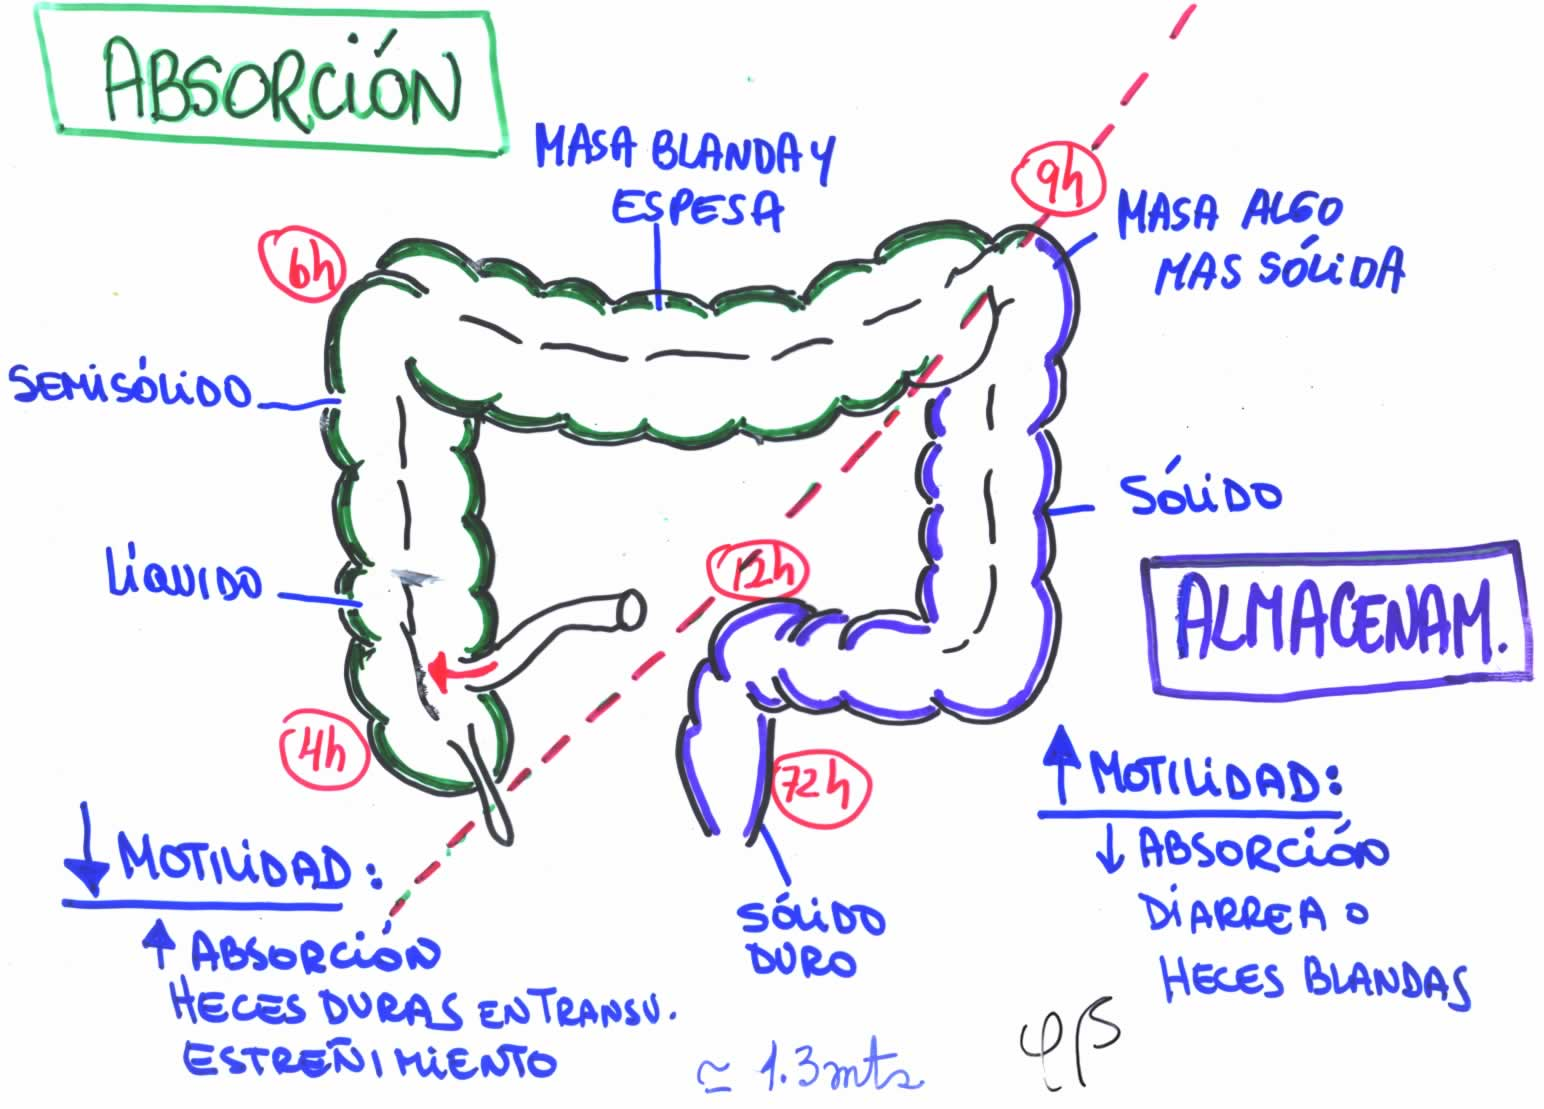 ABSORCIÓN
MASA BLANDA Y
ESPESA
9h
MASA ALGO
MAS SÓLIDA
6h
SEMISÓLIDO
SÓLIDO
LÍQUIDO
12h
ALMACENAM.
4h
72h
↑ MOTILIDAD:
↓ ABSORCIÓN
DIARREA O
HECES BLANDAS
↓ MOTILIDAD:
↑ ABSORCIÓN
HECES DURAS EN TRANSV.
ESTREÑIMIENTO
SÓLIDO
DURO
≃ 1.3 mts